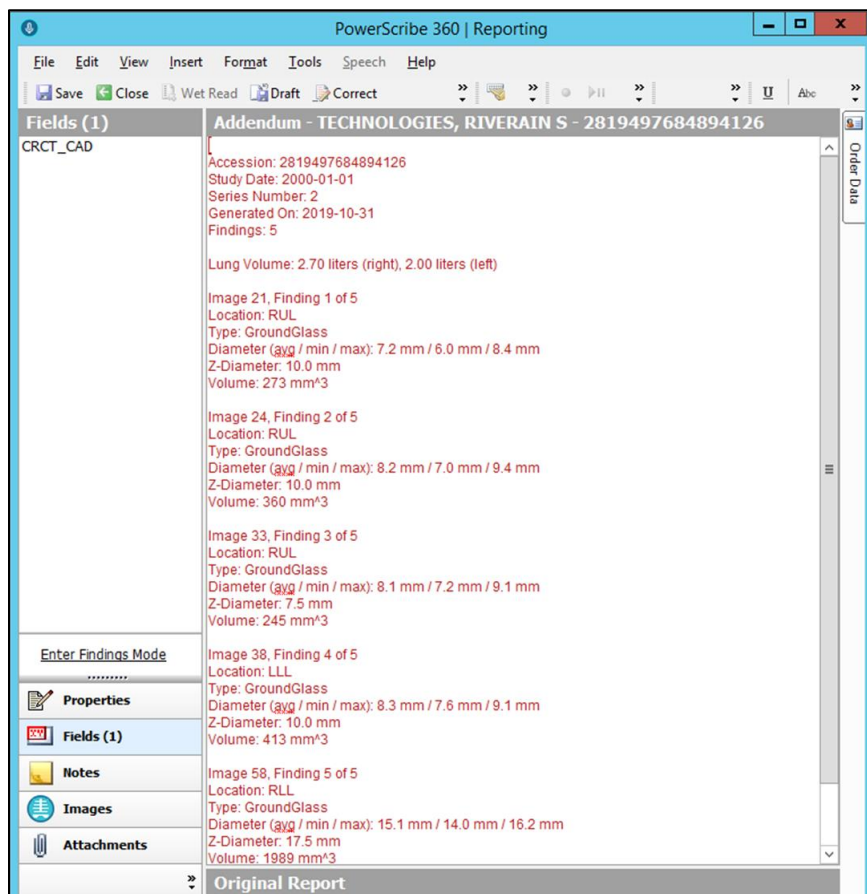 PowerScribe 360 | Reporting
File Edit View Insert Format Tools Speech Help
Save Close Wet Read Draft Correct U Abc
Fields (1)
CRCT_CAD
Addendum - TECHNOLOGIES, RIVERAIN S - 2819497684894126
Accession: 2819497684894126
Study Date: 2000-01-01
Series Number: 2
Generated On: 2019-10-31
Findings: 5
Lung Volume: 2.70 liters (right), 2.00 liters (left)
Image 21, Finding 1 of 5
Location: RUL
Type: GroundGlass
Diameter (avg / min / max): 7.2 mm / 6.0 mm / 8.4 mm
Z-Diameter: 10.0 mm
Volume: 273 mm^3
Image 24, Finding 2 of 5
Location: RUL
Type: GroundGlass
Diameter (avg / min / max): 8.2 mm / 7.0 mm / 9.4 mm
Z-Diameter: 10.0 mm
Volume: 360 mm^3
Image 33, Finding 3 of 5
Location: RUL
Type: GroundGlass
Diameter (avg / min / max): 8.1 mm / 7.2 mm / 9.1 mm
Z-Diameter: 7.5 mm
Volume: 245 mm^3
Image 38, Finding 4 of 5
Location: LLL
Type: GroundGlass
Diameter (avg / min / max): 8.3 mm / 7.6 mm / 9.1 mm
Z-Diameter: 10.0 mm
Volume: 413 mm^3
Image 58, Finding 5 of 5
Location: RLL
Type: GroundGlass
Diameter (avg / min / max): 15.1 mm / 14.0 mm / 16.2 mm
Z-Diameter: 17.5 mm
Volume: 1989 mm^3
Order Data
Enter Findings Mode
Properties
Fields (1)
Notes
Images
Attachments
Original Report